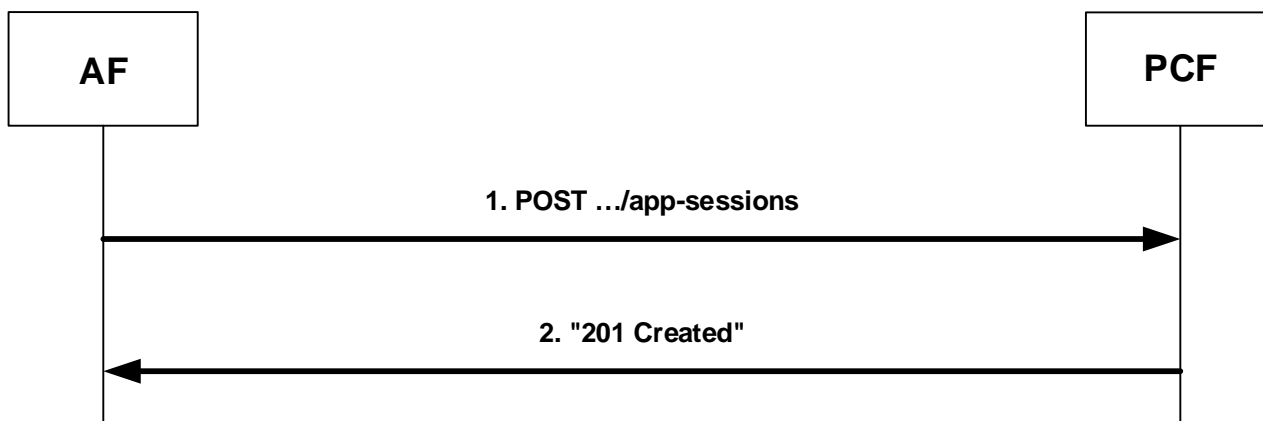 AF
PCF
1. POST …/app-sessions
2. "201 Created"